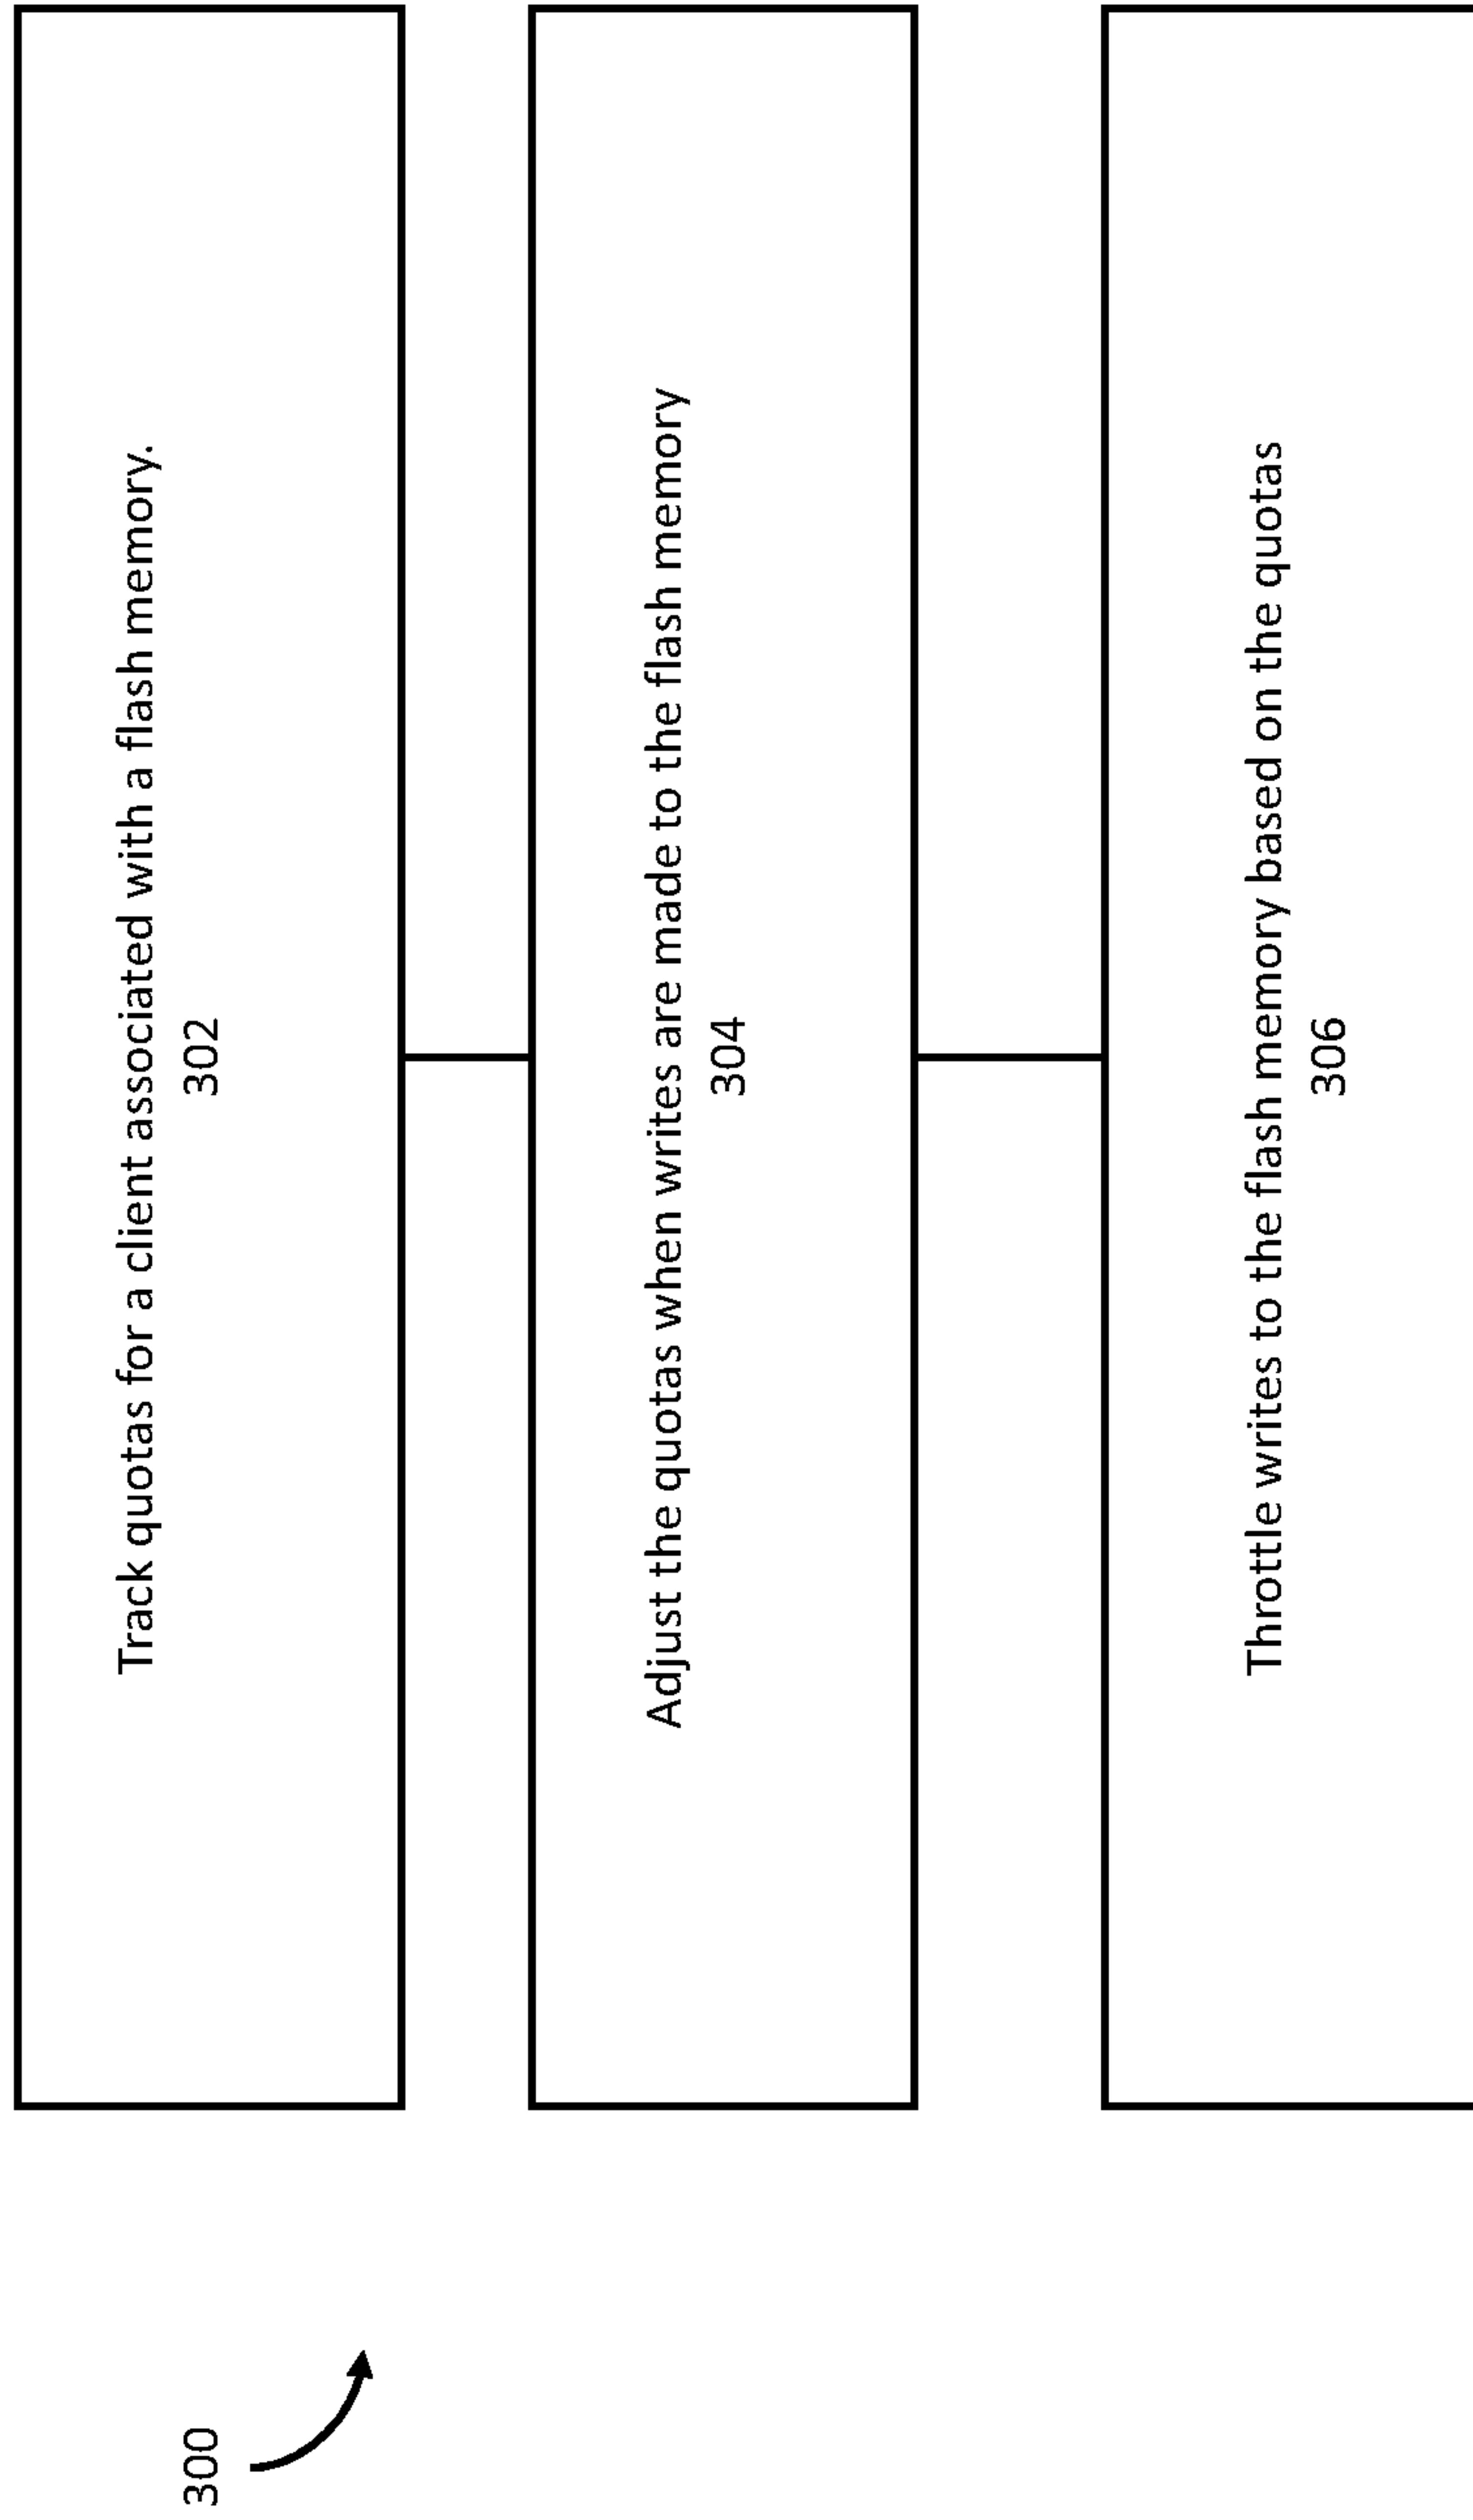 300
Track quotas for a client associated with a flash memory.
302
Adjust the quotas when writes are made to the flash memory
304
Throttle writes to the flash memory based on the quotas
306